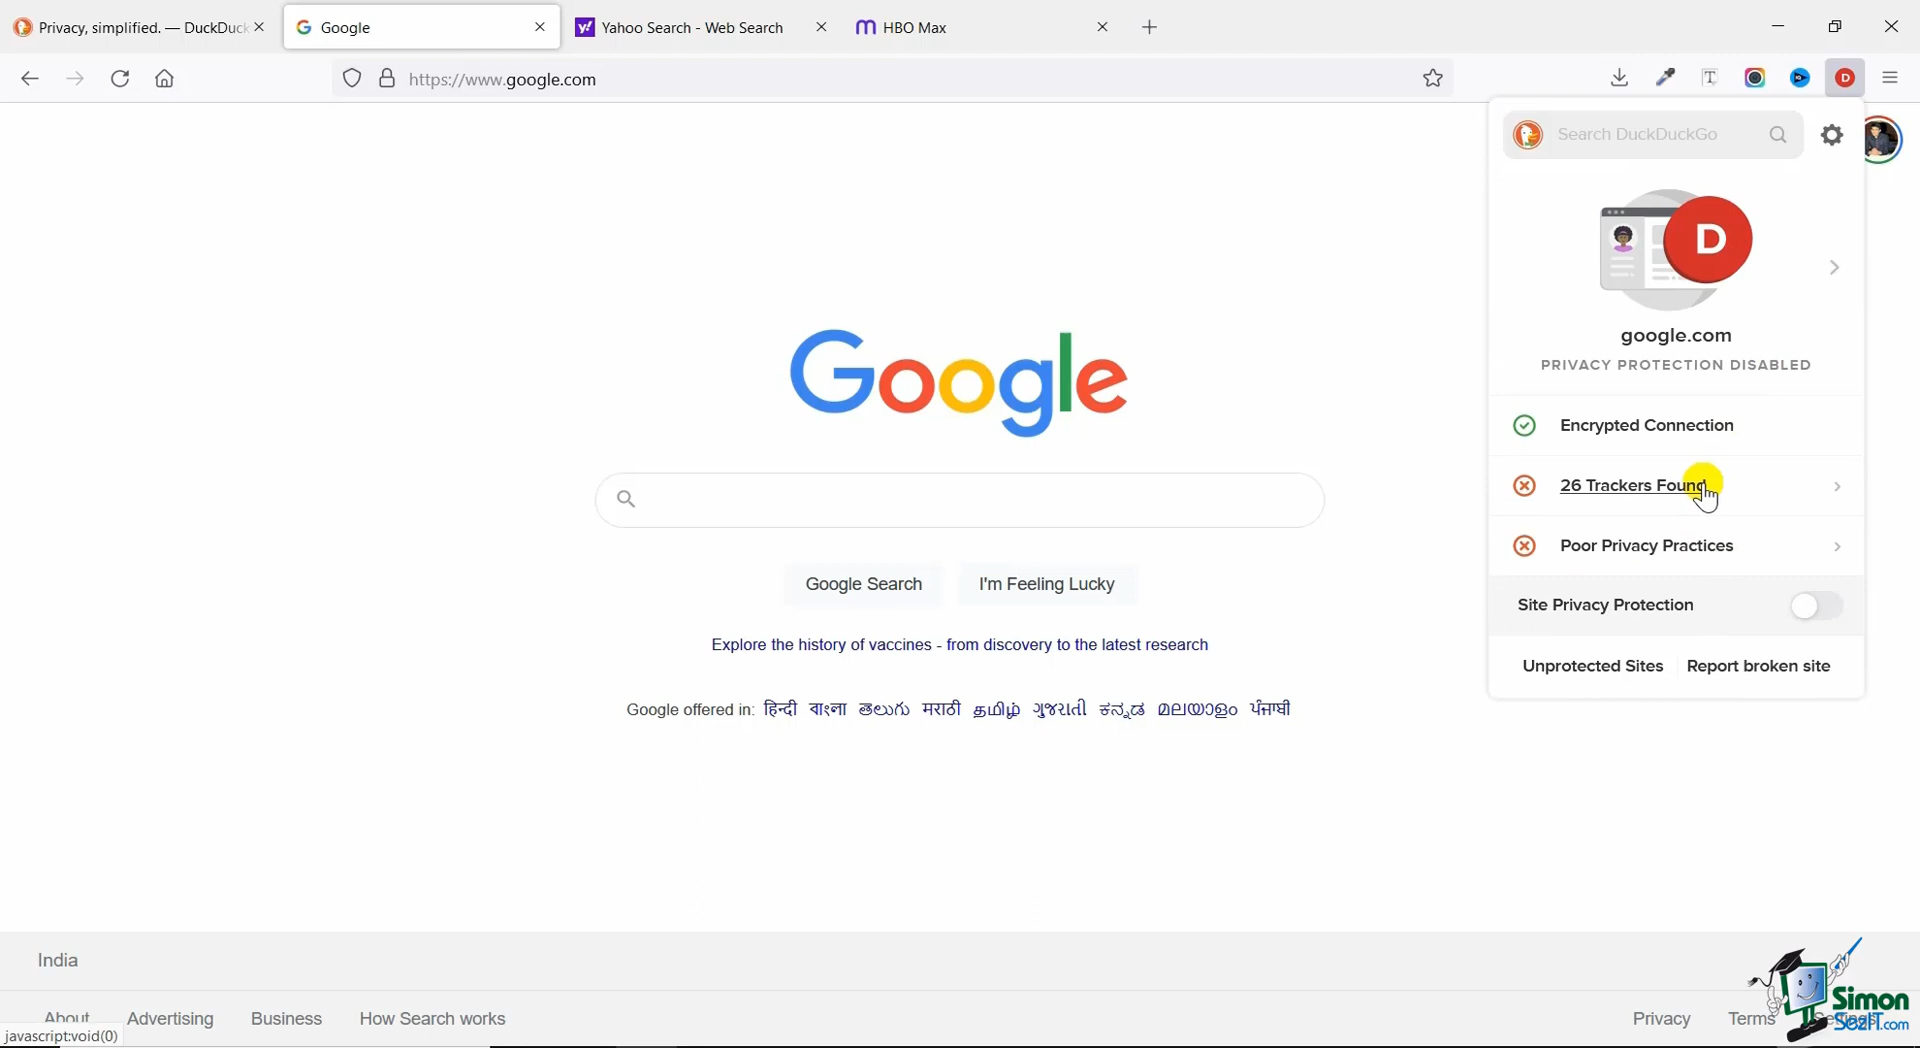 Privacy, simplified. — DuckDuck
Google
Yahoo Search - Web Search
HBO Max
https://www.google.com
D
Search DuckDuckGo
D
google.com
PRIVACY PROTECTION DISABLED
Encrypted Connection
26 Trackers Found
Poor Privacy Practices
Site Privacy Protection
Unprotected Sites Report broken site
Google
Google Search I'm Feeling Lucky
Explore the history of vaccines - from discovery to the latest research
Google offered in: हिन्दी বাংলা తెలుగు मराठी தமிழ் ગુજરાતી ಕನ್ನಡ മലയാളം ਪੰਜਾਬੀ
India
About Advertising Business How Search works
Privacy Terms Settings
javascript:void(0)
Simon
SezIT.com